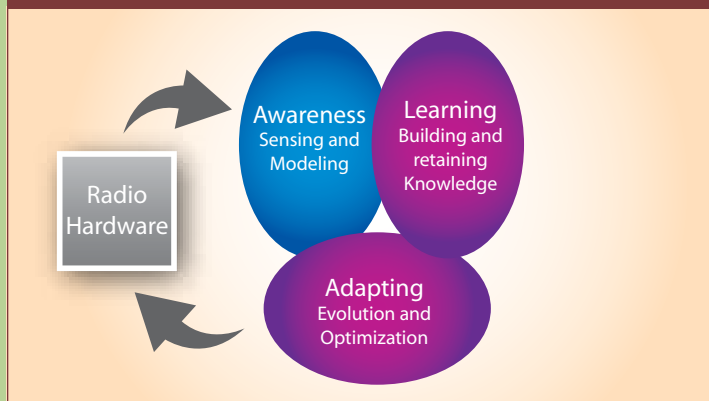 Awareness
Sensing and
Modeling
Learning
Building and
retaining
Knowledge
Radio
Hardware
Adapting
Evolution and
Optimization